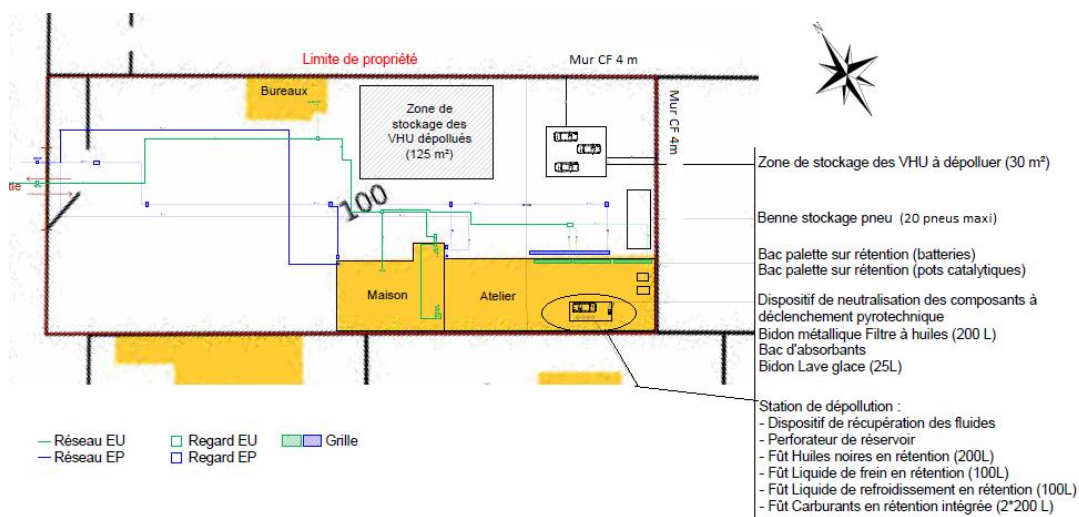 N
Limite de propriété
Mur CF 4 m
Bureaux
Zone de
stockage des
VHU dépollués
(125 m²)
Mur CF 4m
Zone de stockage des VHU à dépolluer (30 m²)
100
Benne stockage pneu (20 pneus maxi)
Bac palette sur rétention (batteries)
Bac palette sur rétention (pots catalytiques)
Maison
Atelier
Dispositif de neutralisation des composants à
déclenchement pyrotechnique
Bidon métallique Filtre à huiles (200 L)
Bac d'absorbants
Bidon Lave glace (25L)
Station de dépollution :
- Dispositif de récupération des fluides
- Perforateur de réservoir
- Fût Huiles noires en rétention (200L)
- Fût Liquide de frein en rétention (100L)
- Fût Liquide de refroidissement en rétention (100L)
- Fût Carburants en rétention intégrée (2*200 L)
Réseau EU
Regard EU
Grille
Réseau EP
Regard EP